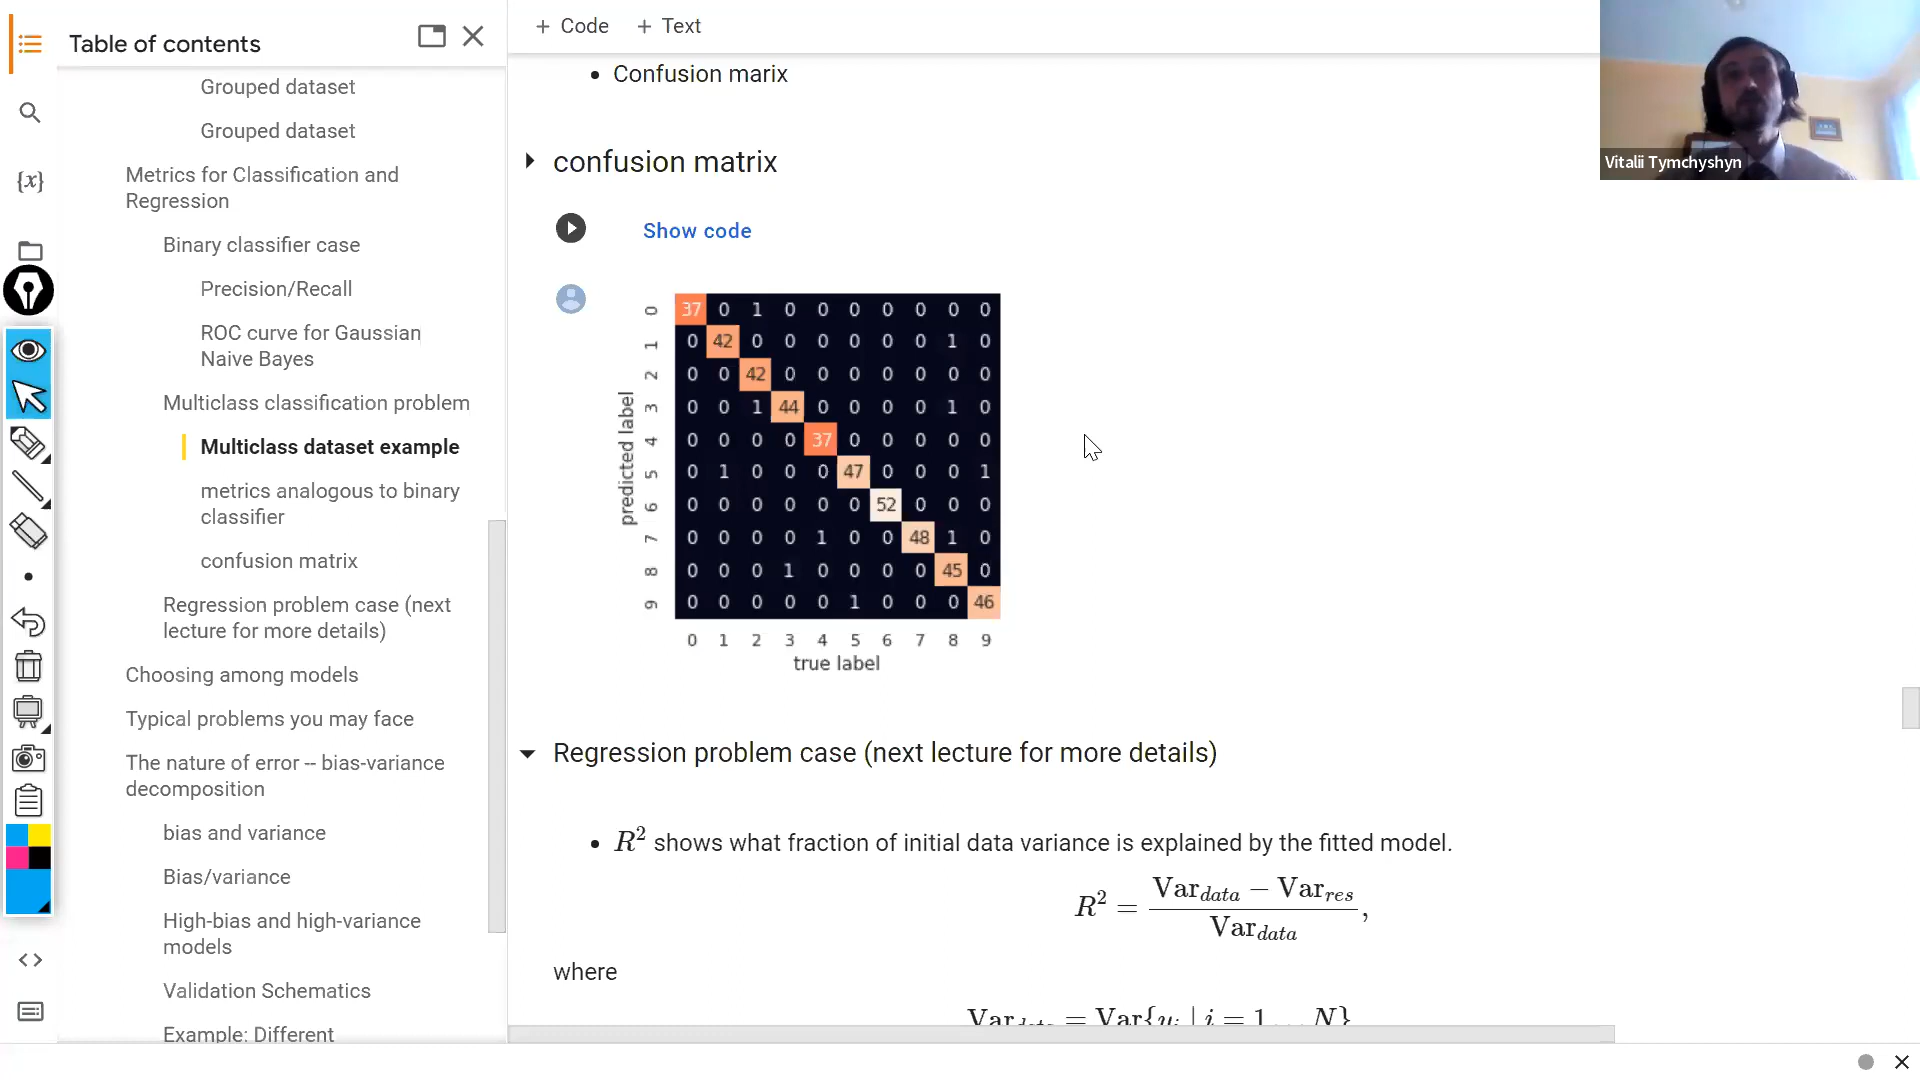 Table of contents
Grouped dataset
Grouped dataset
Metrics for Classification and
Regression
Binary classifier case
Precision/Recall
ROC curve for Gaussian
Naive Bayes
Multiclass classification problem
Multiclass dataset example
metrics analogous to binary
classifier
confusion matrix
Regression problem case (next
lecture for more details)
Choosing among models
Typical problems you may face
The nature of error -- bias-variance
decomposition
bias and variance
Bias/variance
High-bias and high-variance
models
Validation Schematics
Example: Different
{x}
<>
+ Code + Text
• Confusion marix
confusion matrix
Show code
predicted label
0 37 0 1 0 0 0 0 0 0 0
1 0 42 0 0 0 0 0 0 1 0
2 0 0 42 0 0 0 0 0 0 0
3 0 0 1 44 0 0 0 0 1 0
4 0 0 0 0 37 0 0 0 0 0
5 0 1 0 0 0 47 0 0 0 1
6 0 0 0 0 0 0 52 0 0 0
7 0 0 0 0 1 0 0 48 1 0
8 0 0 0 1 0 0 0 0 45 0
9 0 0 0 0 0 1 0 0 0 46
0 1 2 3 4 5 6 7 8 9
true label
Regression problem case (next lecture for more details)
• R² shows what fraction of initial data variance is explained by the fitted model.
R² = (Var_data − Var_res) / Var_data,
where
Var_data = Var{y_i | i = 1...N}
Vitalii Tymchyshyn